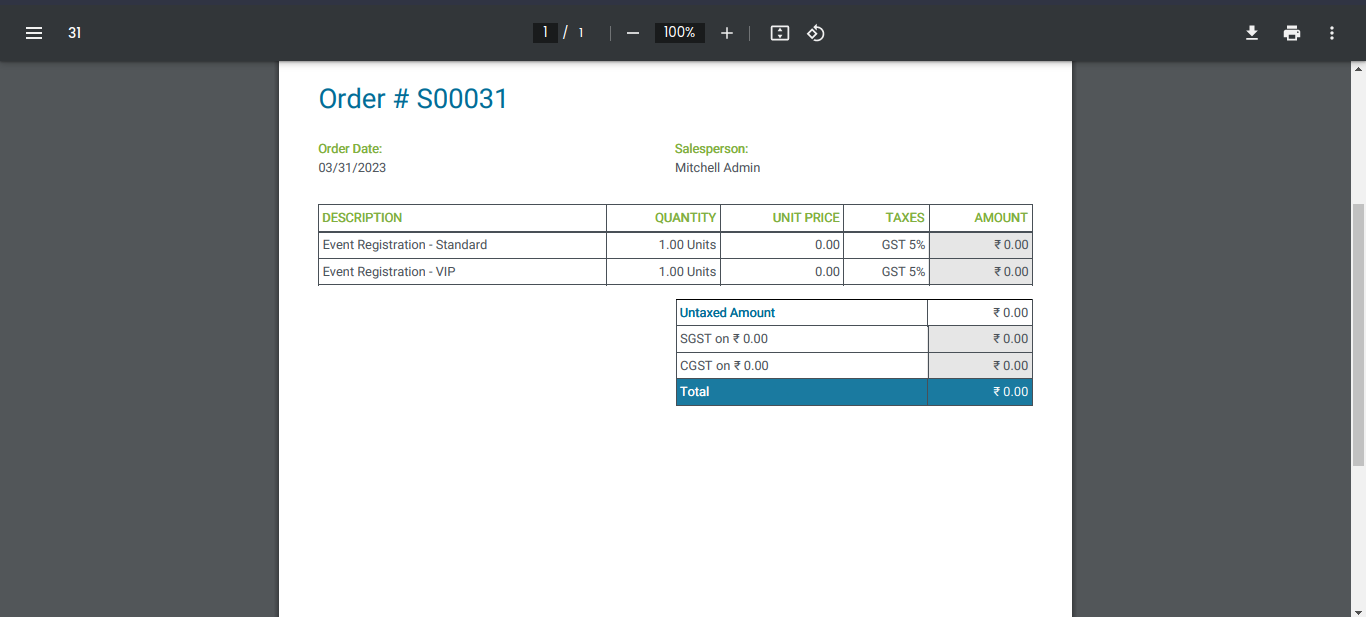 31
1 / 1
100%
Order # S00031
Order Date: Salesperson:
03/31/2023 Mitchell Admin
DESCRIPTION QUANTITY UNIT PRICE TAXES AMOUNT
Event Registration - Standard 1.00 Units 0.00 GST 5% ₹ 0.00
Event Registration - VIP 1.00 Units 0.00 GST 5% ₹ 0.00
Untaxed Amount ₹ 0.00
SGST on ₹ 0.00 ₹ 0.00
CGST on ₹ 0.00 ₹ 0.00
Total ₹ 0.00